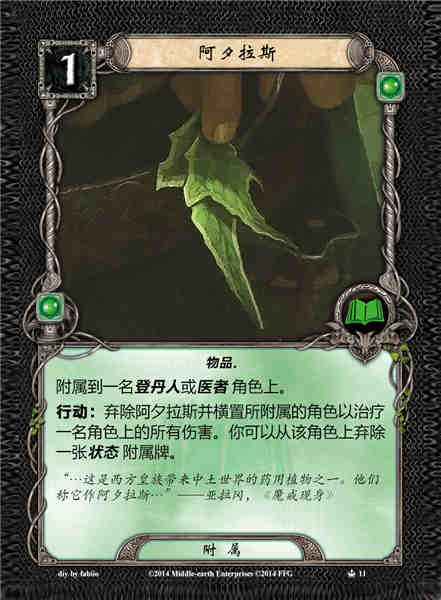 阿夕拉斯
1
物品.
附属到一名登丹人或医者 角色上。
行动：弃除阿夕拉斯并横置所附属的角色以治疗
一名角色上的所有伤害。你可以从该角色上弃除
一张状态 附属牌。
“…这是西方皇族带来中土世界的药用植物之一。他们
称它作阿夕拉斯…”——亚拉冈，《魔戒现身》
附 属
diy by fabiio ©2014 Middle-earth Enterprises ©2014 FFG 11